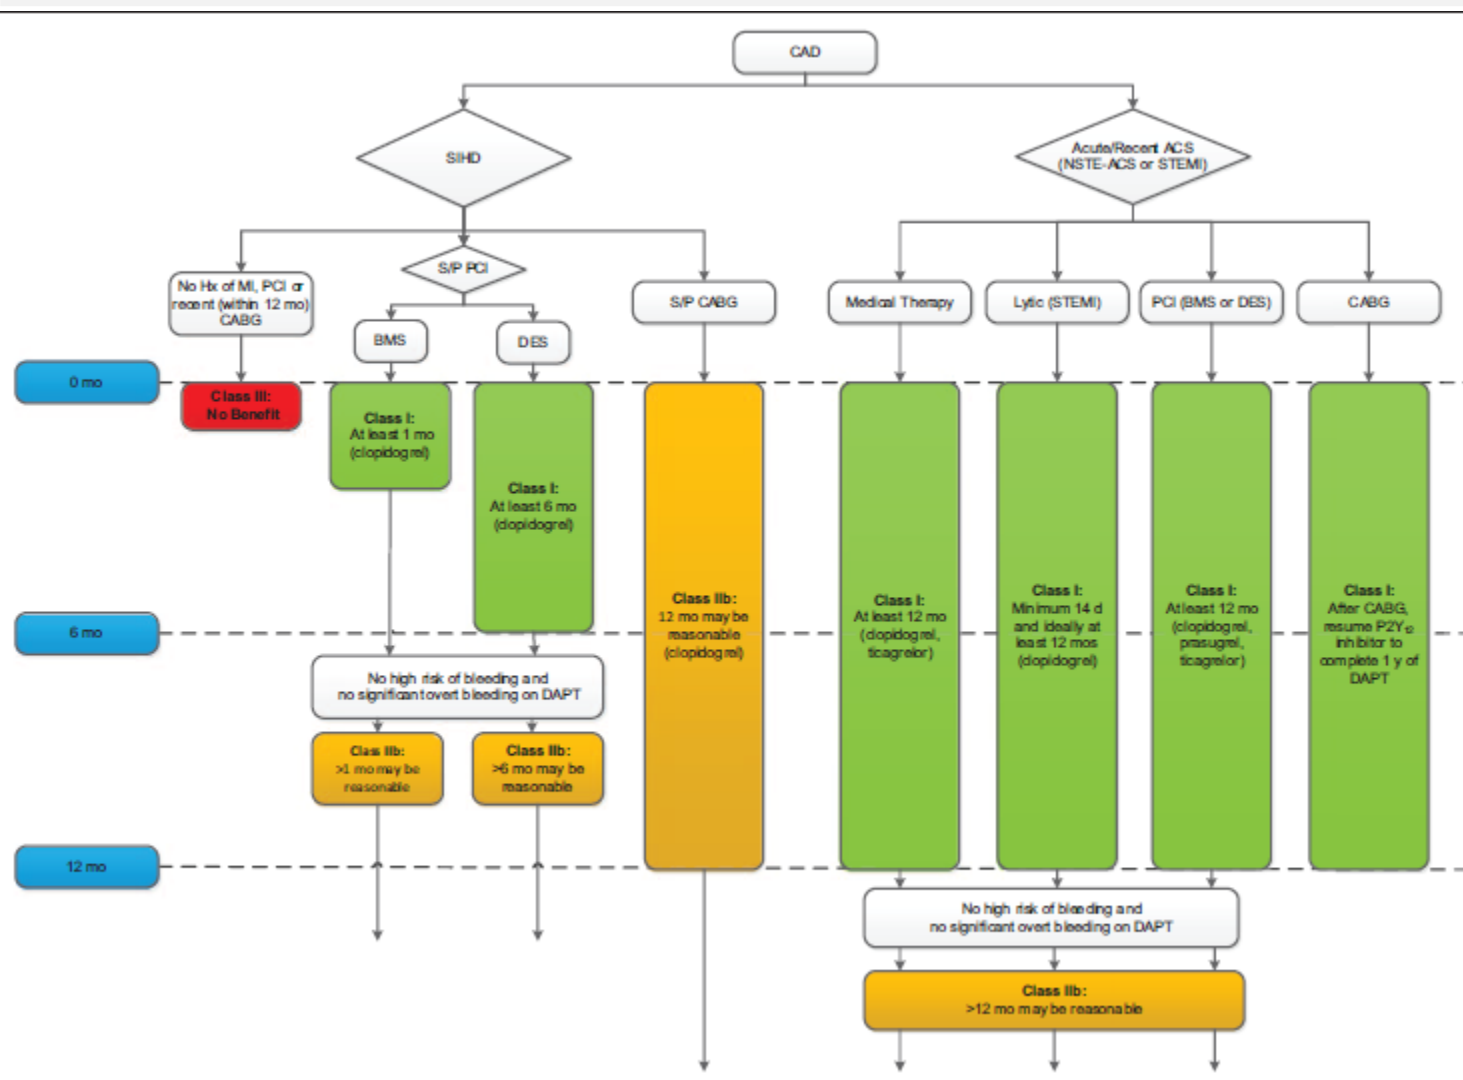 CAD
SIHD
Acute/Recent ACS
(NSTE-ACS or STEMI)
No Hx of MI, PCI or
recent (within 12 mo)
CABG
S/P PCI
BMS
DES
S/P CABG
Medical Therapy
Lytic (STEMI)
PCI (BMS or DES)
CABG
0 mo
Class III:
No Benefit
Class I:
At least 1 mo
(clopidogrel)
Class I:
At least 6 mo
(clopidogrel)
Class IIb:
12 mo may be
reasonable
(clopidogrel)
Class I:
At least 12 mo
(clopidogrel,
ticagrelor)
Class I:
Minimum 14 d
and ideally at
least 12 mos
(clopidogrel)
Class I:
At least 12 mo
(clopidogrel,
prasugrel,
ticagrelor)
Class I:
After CABG,
resume P2Y₁₂
inhibitor to
complete 1 y of
DAPT
6 mo
No high risk of bleeding and
no significant overt bleeding on DAPT
Class IIb:
>1 mo may be
reasonable
Class IIb:
>6 mo may be
reasonable
12 mo
No high risk of bleeding and
no significant overt bleeding on DAPT
Class IIb:
>12 mo may be reasonable